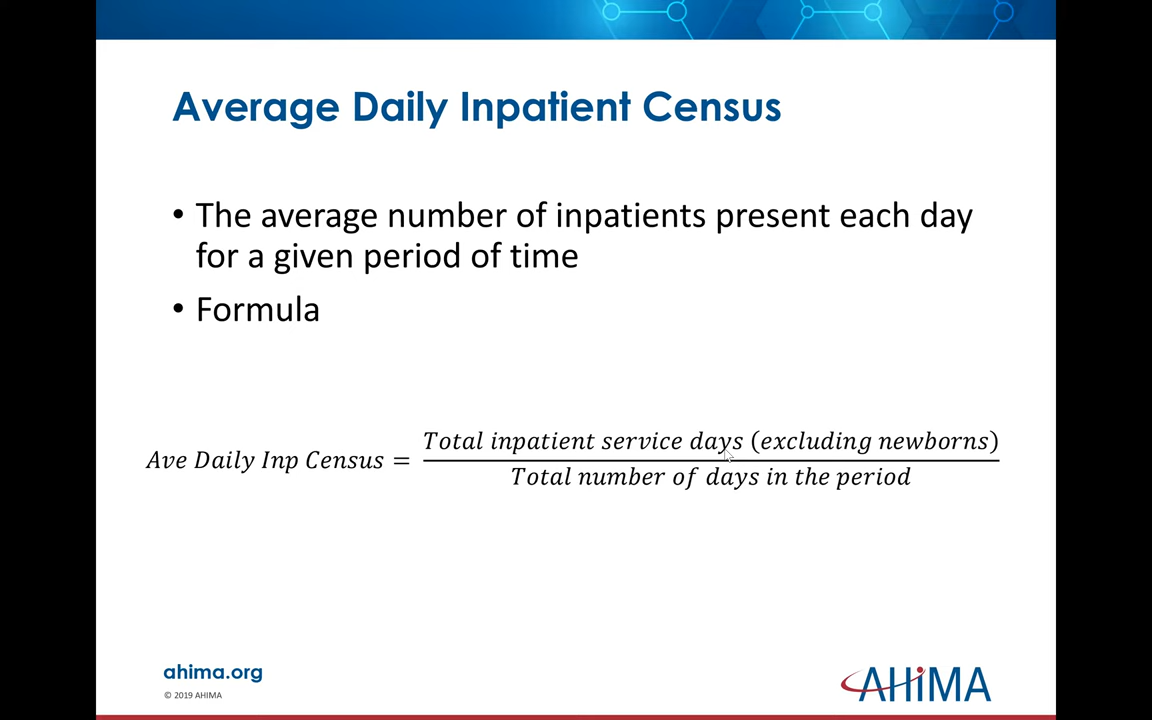 Average Daily Inpatient Census
• The average number of inpatients present each day
for a given period of time
• Formula
Ave Daily Inp Census = Total inpatient service days (excluding newborns)
Total number of days in the period
ahima.org
© 2019 AHIMA
AHIMA